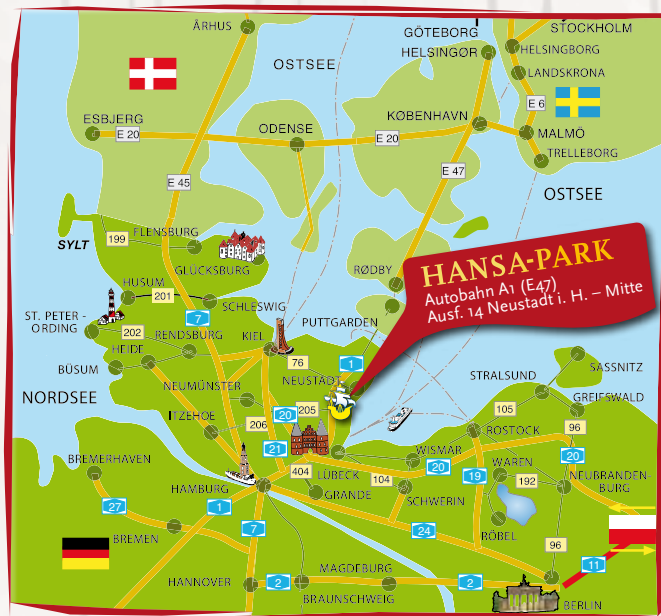 ÅRHUS
GÖTEBORG
STOCKHOLM
HELSINGØR
HELSINGBORG
OSTSEE
LANDSKRONA
E 6
ESBJERG
E 20
ODENSE
E 20
KØBENHAVN
MALMÖ
TRELLEBORG
E 45
E 47
OSTSEE
SYLT
199
FLENSBURG
GLÜCKSBURG
HANSA-PARK
Autobahn A1 (E47)
Ausf. 14 Neustadt i. H. – Mitte
RØDBY
HUSUM
201
SCHLESWIG
ST. PETER -
ORDING
202
RENDSBURG
7
KIEL
PUTTGARDEN
HEIDE
76
1
BÜSUM
NEUMÜNSTER
NEUSTADT
STRALSUND
SASSNITZ
NORDSEE
ITZEHOE
206
20
205
105
GREIFSWALD
ROSTOCK
96
21
WISMAR
20
20
BREMERHAVEN
404
LÜBECK
104
19
WAREN
192
NEUBRANDEN-
BURG
HAMBURG
GRANDE
SCHWERIN
27
1
7
24
RÖBEL
BREMEN
96
11
MAGDEBURG
HANNOVER
2
2
BRAUNSCHWEIG
BERLIN